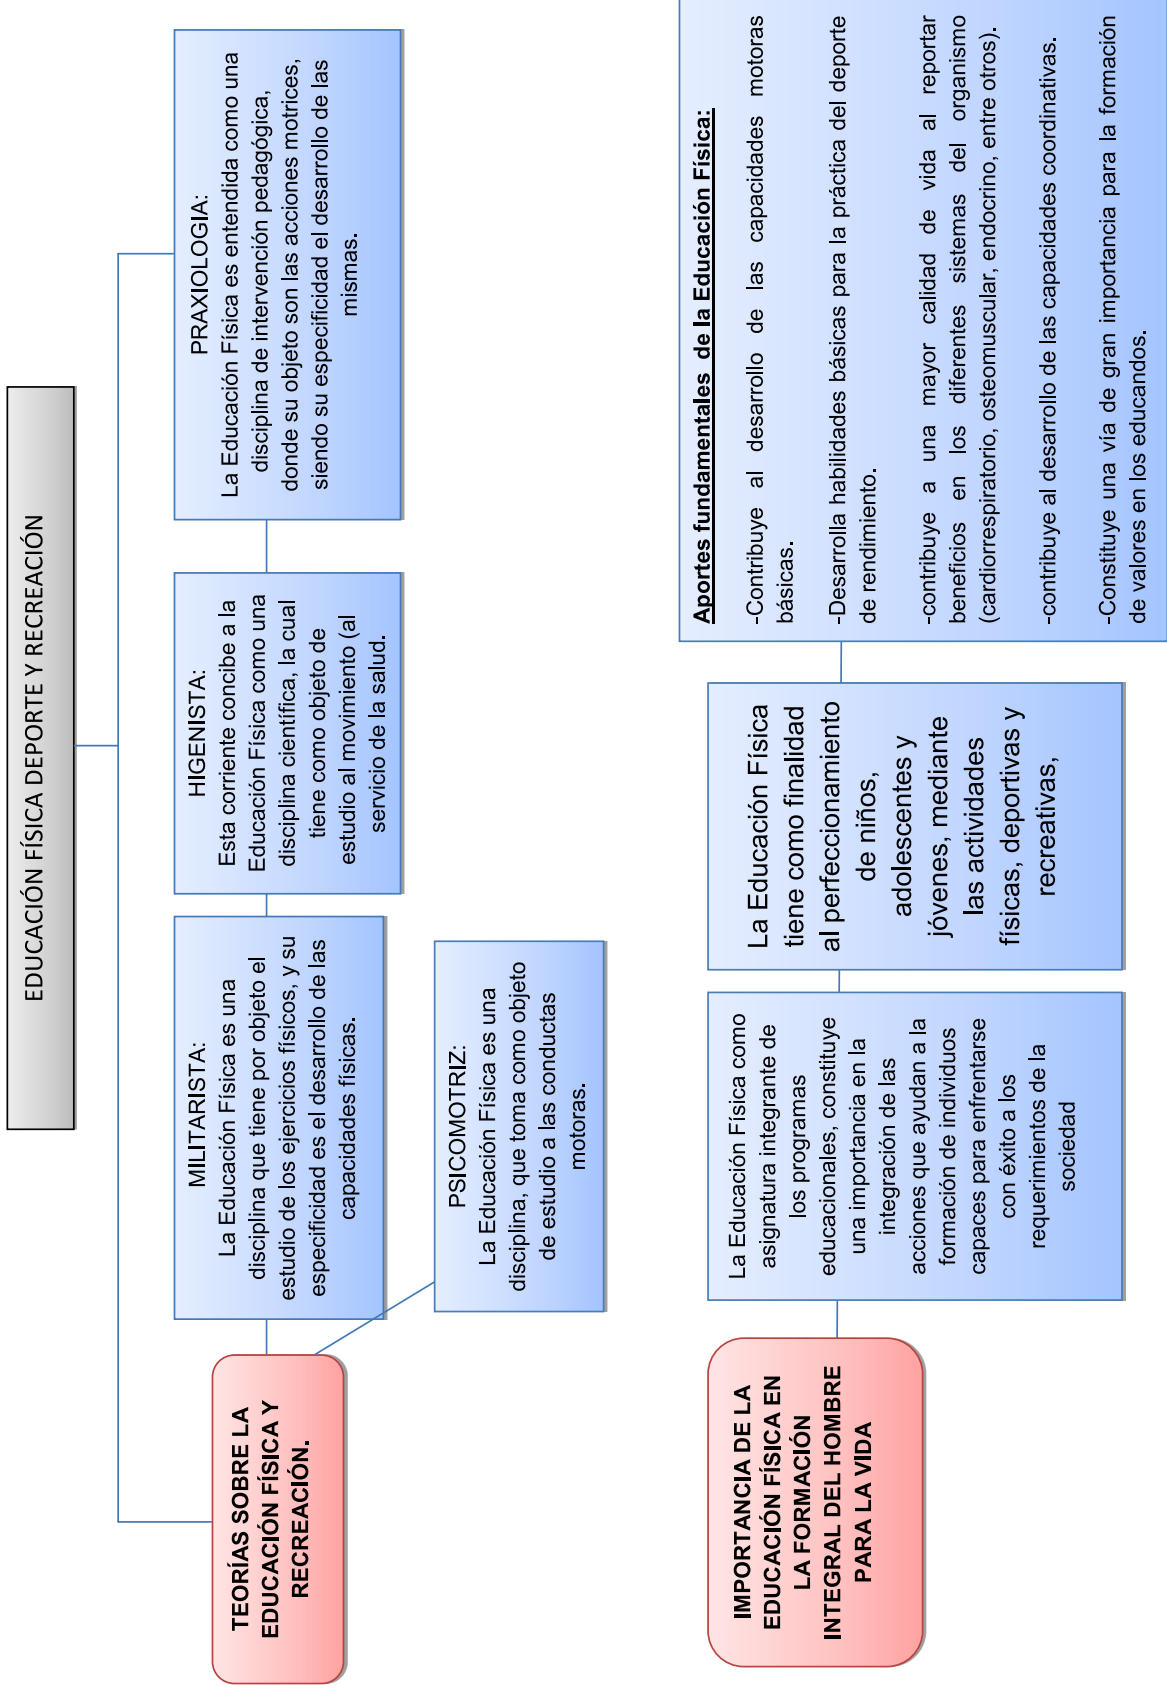 EDUCACIÓN FÍSICA DEPORTE Y RECREACIÓN
TEORÍAS SOBRE LA
EDUCACIÓN FÍSICA Y
RECREACIÓN.
MILITARISTA:
La Educación Física es una
disciplina que tiene por objeto el
estudio de los ejercicios físicos, y su
especificidad es el desarrollo de las
capacidades físicas.
HIGENISTA:
Esta corriente concibe a la
Educación Física como una
disciplina científica, la cual
tiene como objeto de
estudio al movimiento (al
servicio de la salud.
PRAXIOLOGIA:
La Educación Física es entendida como una
disciplina de intervención pedagógica,
donde su objeto son las acciones motrices,
siendo su especificidad el desarrollo de las
mismas.
PSICOMOTRIZ:
La Educación Física es una
disciplina, que toma como objeto
de estudio a las conductas
motoras.
IMPORTANCIA DE LA
EDUCACIÓN FÍSICA EN
LA FORMACIÓN
INTEGRAL DEL HOMBRE
PARA LA VIDA
La Educación Física como
asignatura integrante de
los programas
educacionales, constituye
una importancia en la
integración de las
acciones que ayudan a la
formación de individuos
capaces para enfrentarse
con éxito a los
requerimientos de la
sociedad
La Educación Física
tiene como finalidad
al perfeccionamiento
de niños,
adolescentes y
jóvenes, mediante
las actividades
físicas, deportivas y
recreativas,
Aportes fundamentales de la Educación Física:
-Contribuye al desarrollo de las capacidades motoras
básicas.
-Desarrolla habilidades básicas para la práctica del deporte
de rendimiento.
-contribuye a una mayor calidad de vida al reportar
beneficios en los diferentes sistemas del organismo
(cardiorrespiratorio, osteomuscular, endocrino, entre otros).
-contribuye al desarrollo de las capacidades coordinativas.
-Constituye una vía de gran importancia para la formación
de valores en los educandos.